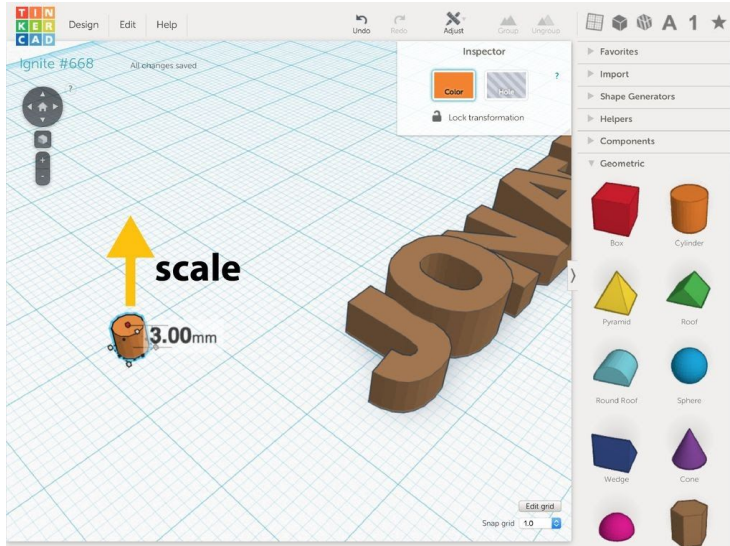 TIN
KER
CAD
Design Edit Help
Undo Redo Adjust Group Ungroup
A 1
Ignite #668 All changes saved
?
+
-
Inspector
?
Color Hole
Lock transformation
Favorites
Import
Shape Generators
Helpers
Components
Geometric
Box Cylinder
Pyramid Roof
Round Roof Sphere
Wedge Cone
scale
3.00mm
JONA
Edit grid
Snap grid 1.0